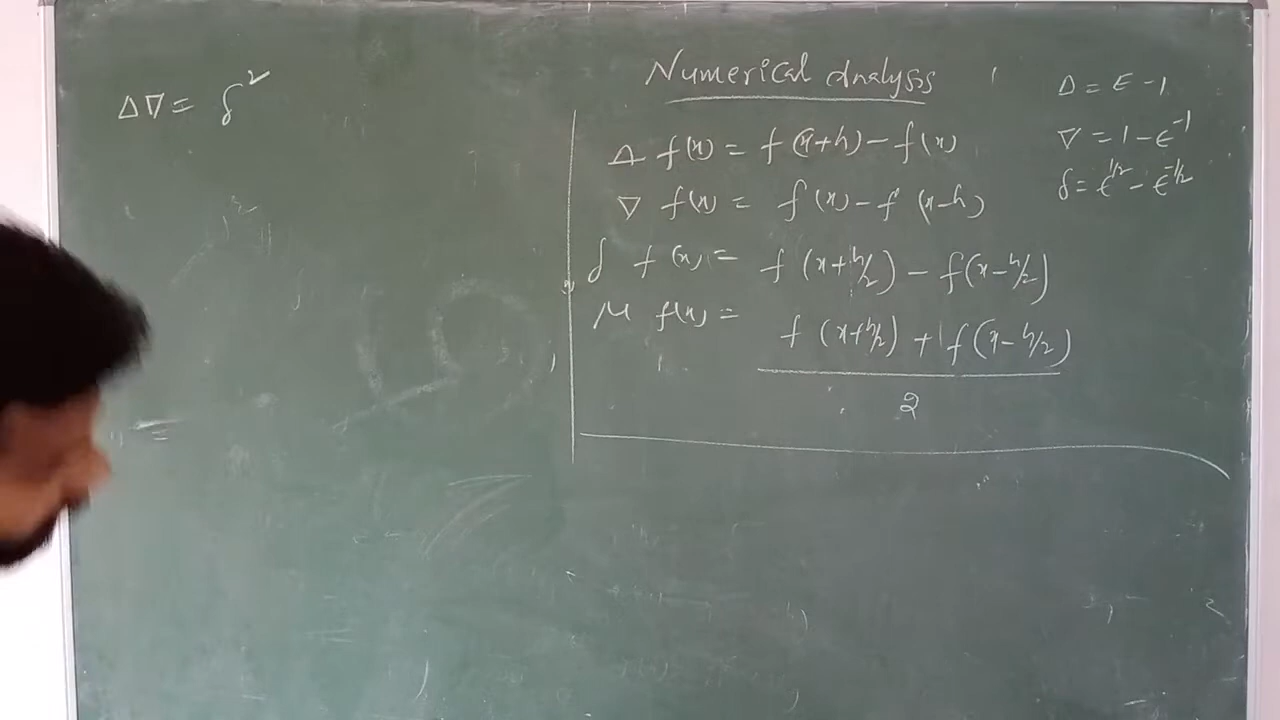 Δ∇ = δ²
Numerical Analysis
Δ f(x) = f(x+h) - f(x)
∇ f(x) = f(x) - f(x-h)
δ f(x) = f(x+h/2) - f(x-h/2)
μ f(x) = f(x+h/2) + f(x-h/2)
2
Δ = E - 1
∇ = 1 - E⁻¹
δ = E^1/2 - E^-1/2